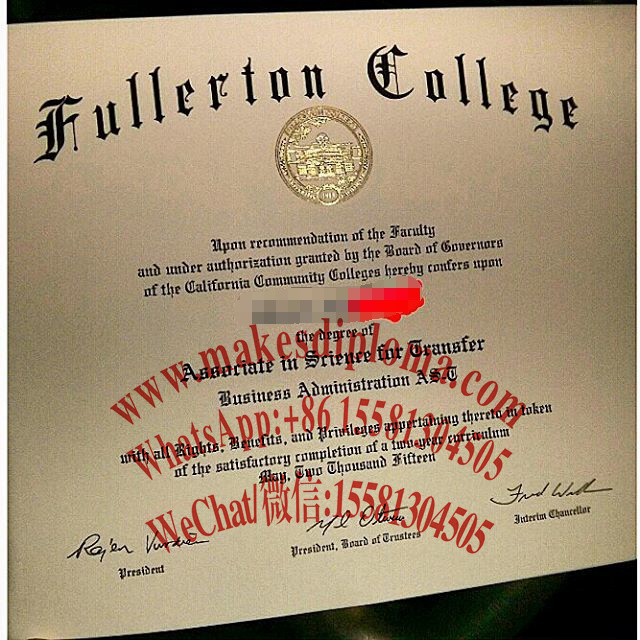 Fullerton College
Upon recommendation of the Faculty
and under authorization granted by the Board of Governors
of the California Community Colleges hereby confers upon
the degree of
Associate in Science for Transfer
Business Administration AS-T
with all Rights, Benefits, and Privileges appertaining thereto in token
of the satisfactory completion of a two-year curriculum
May, Two Thousand Fifteen
www.makesdiploma.com
WhatsApp:+86 15581304505
WeChat/微信:15581304505
President
President, Board of Trustees
Interim Chancellor